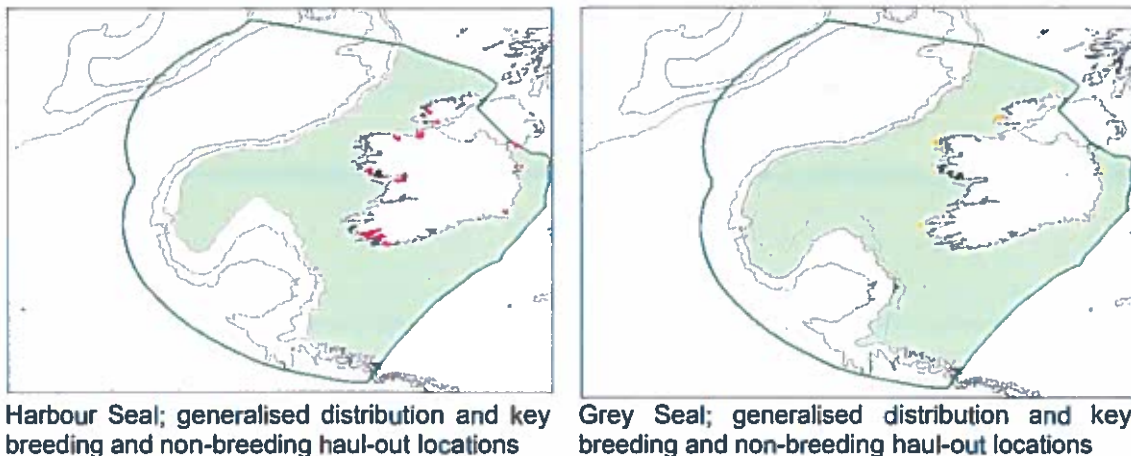 Harbour Seal; generalised distribution and key
breeding and non-breeding haul-out locations
Grey Seal; generalised distribution and key
breeding and non-breeding haul-out locations